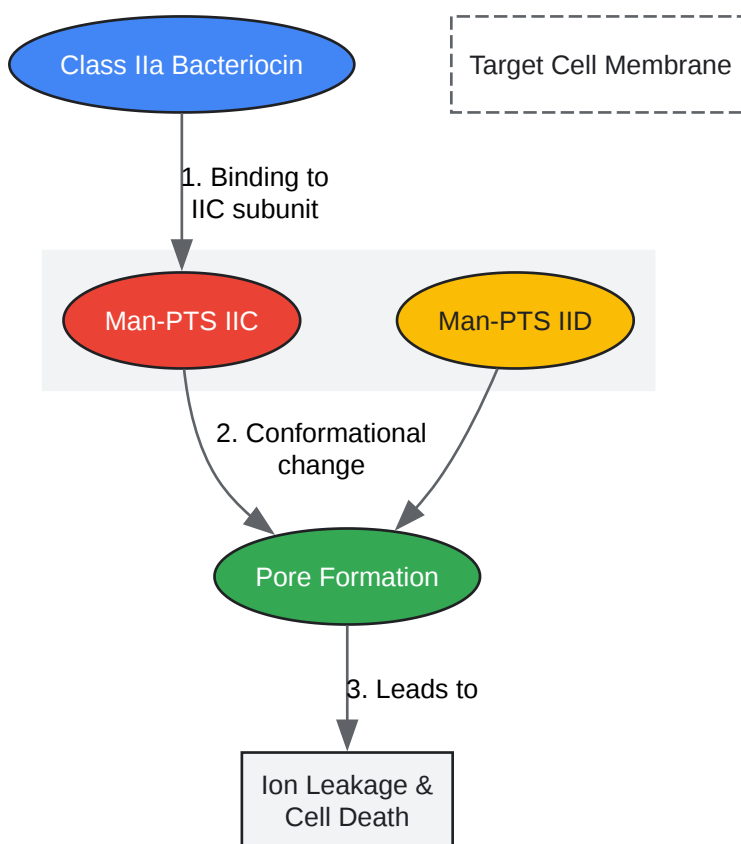 Class IIa Bacteriocin
Target Cell Membrane
1. Binding to
IIC subunit
Man-PTS IIC
Man-PTS IID
2. Conformational
change
Pore Formation
3. Leads to
Ion Leakage &
Cell Death